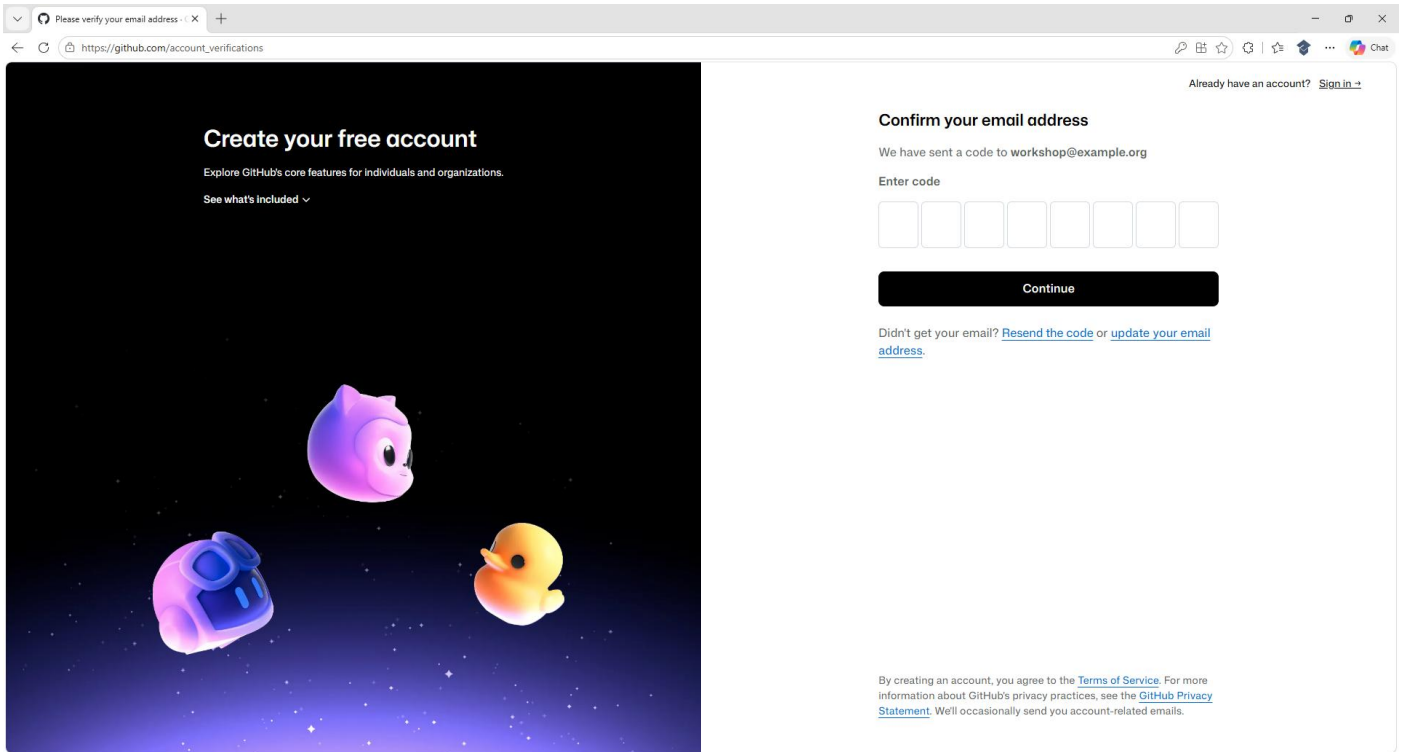 Please verify your email address ·
https://github.com/account_verifications
Chat
Create your free account
Explore GitHub's core features for individuals and organizations.
See what's included
Already have an account? Sign in →
Confirm your email address
We have sent a code to workshop@example.org
Enter code
Continue
Didn't get your email? Resend the code or update your email
address.
By creating an account, you agree to the Terms of Service. For more
information about GitHub's privacy practices, see the GitHub Privacy
Statement. We'll occasionally send you account-related emails.